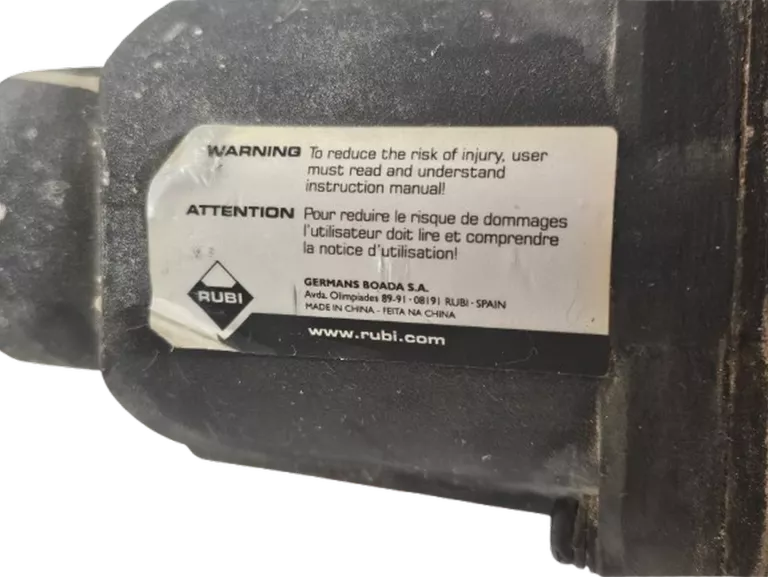 WARNING To reduce the risk of injury, user
must read and understand
instruction manual!
ATTENTION Pour reduire le risque de dommages
l'utilisateur doit lire et comprendre
la notice d'utilisation!
RUBI
GERMANS BOADA S.A.
Avda. Olimpiades 89-91 - 08191 RUBI - SPAIN
MADE IN CHINA - FEITA NA CHINA
www.rubi.com